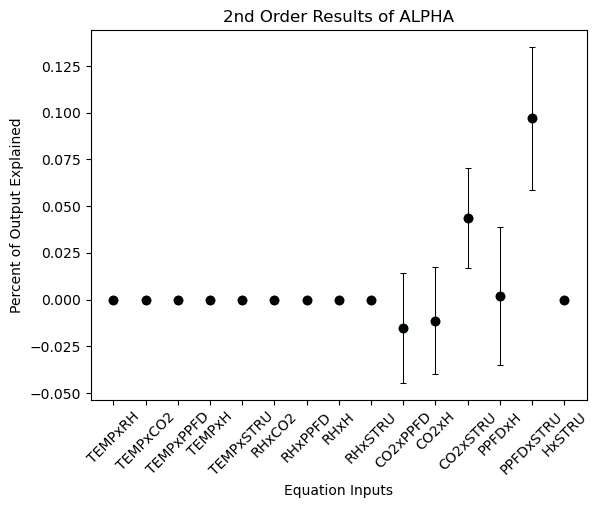 2nd Order Results of ALPHA
Percent of Output Explained
0.125
0.100
0.075
0.050
0.025
0.000
−0.025
−0.050
TEMPxRH
TEMPxCO2
TEMPxPPFD
TEMPxH
TEMPxSTRU
RHxCO2
RHxPPFD
RHxH
RHxSTRU
CO2xPPFD
CO2xH
CO2xSTRU
PPFDxH
PPFDxSTRU
HxSTRU
Equation Inputs